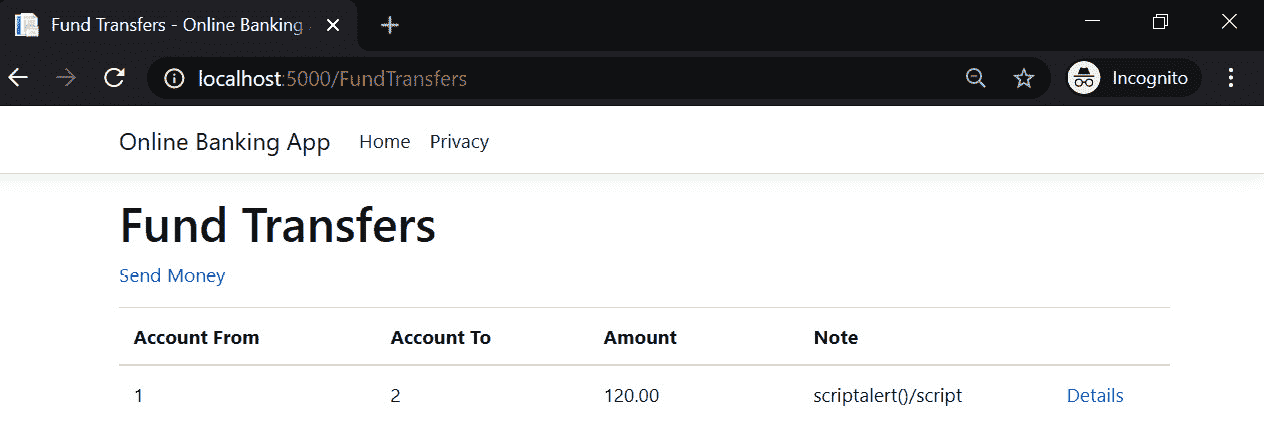 Fund Transfers - Online Banking
localhost:5000/FundTransfers
Incognito
Online Banking App Home Privacy
Fund Transfers
Send Money
Account From Account To Amount Note
1 2 120.00 scriptalert()/script Details